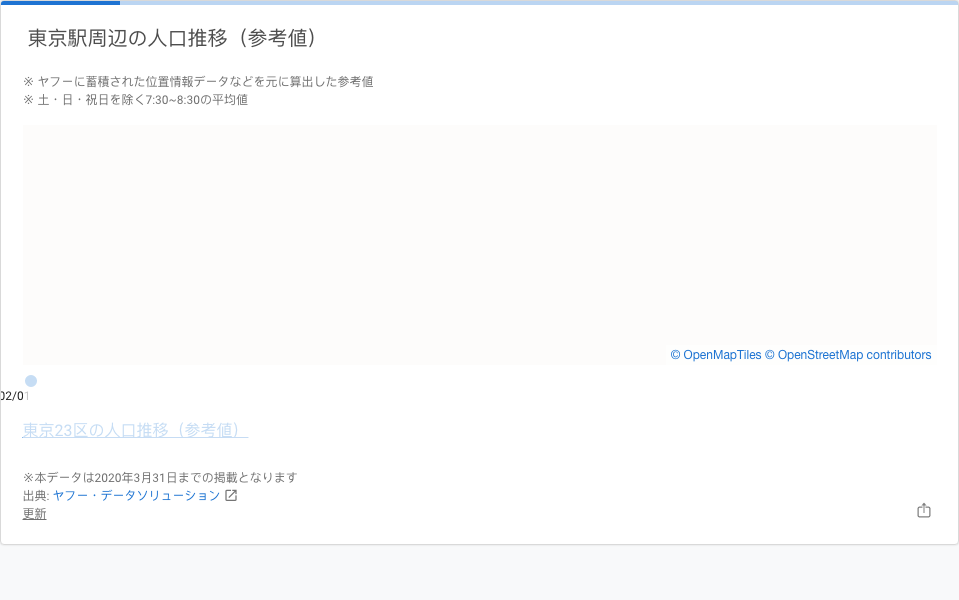 東京駅周辺の人口推移（参考値）
※ ヤフーに蓄積された位置情報データなどを元に算出した参考値
※ 土・日・祝日を除く7:30~8:30の平均値
© OpenMapTiles © OpenStreetMap contributors
02/01
東京23区の人口推移（参考値）
※本データは2020年3月31日までの掲載となります
出典: ヤフー・データソリューション
更新